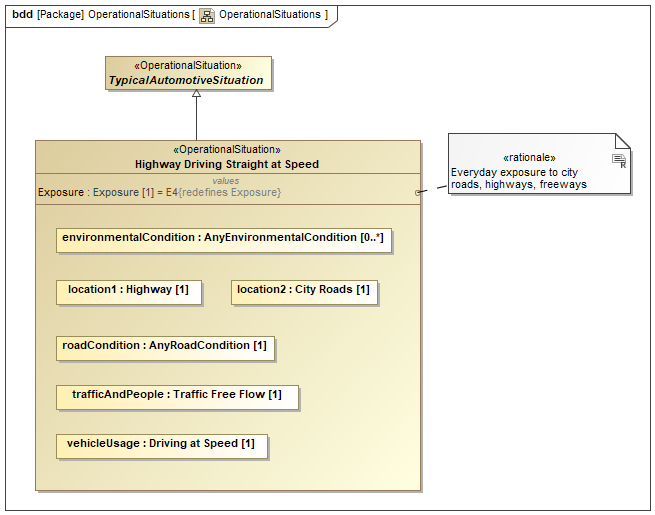 bdd [Package] OperationalSituations [ OperationalSituations ]
«OperationalSituation»
TypicalAutomotiveSituation
«OperationalSituation»
Highway Driving Straight at Speed
values
Exposure : Exposure [1] = E4{redefines Exposure}
«rationale»
R
Everyday exposure to city
roads, highways, freeways
environmentalCondition : AnyEnvironmentalCondition [0..*]
location1 : Highway [1]
location2 : City Roads [1]
roadCondition : AnyRoadCondition [1]
trafficAndPeople : Traffic Free Flow [1]
vehicleUsage : Driving at Speed [1]